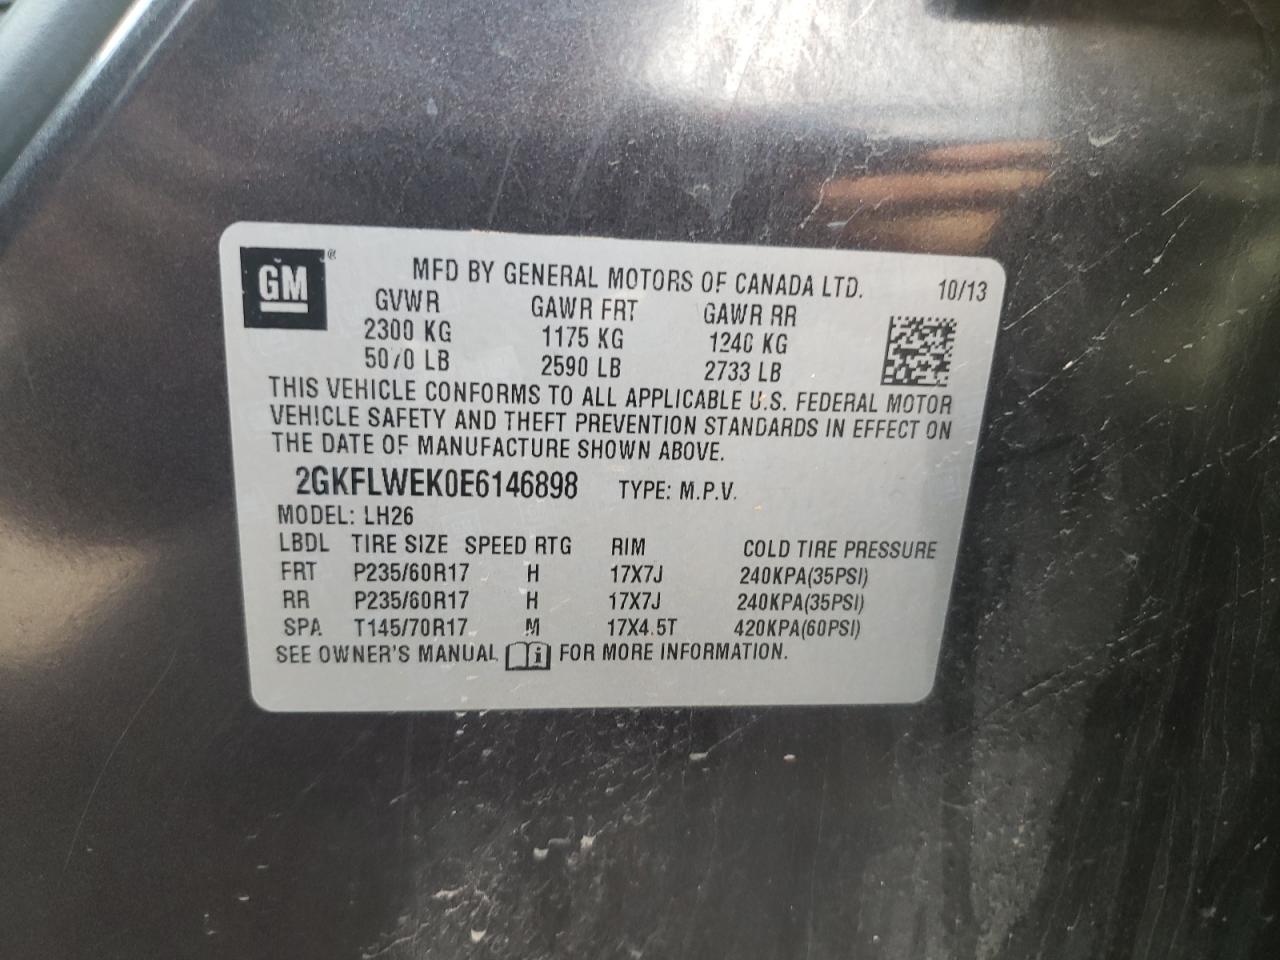 GM ®
MFD BY GENERAL MOTORS OF CANADA LTD. 10/13
GVWR GAWR FRT GAWR RR
2300 KG 1175 KG 1240 KG
5070 LB 2590 LB 2733 LB
THIS VEHICLE CONFORMS TO ALL APPLICABLE U.S. FEDERAL MOTOR
VEHICLE SAFETY AND THEFT PREVENTION STANDARDS IN EFFECT ON
THE DATE OF MANUFACTURE SHOWN ABOVE.
2GKFLWEK0E6146898 TYPE: M.P.V.
MODEL: LH26
LBDL TIRE SIZE SPEED RTG RIM COLD TIRE PRESSURE
FRT P235/60R17 H 17X7J 240KPA(35PSI)
RR P235/60R17 H 17X7J 240KPA(35PSI)
SPA T145/70R17 M 17X4.5T 420KPA(60PSI)
SEE OWNER'S MANUAL i FOR MORE INFORMATION.